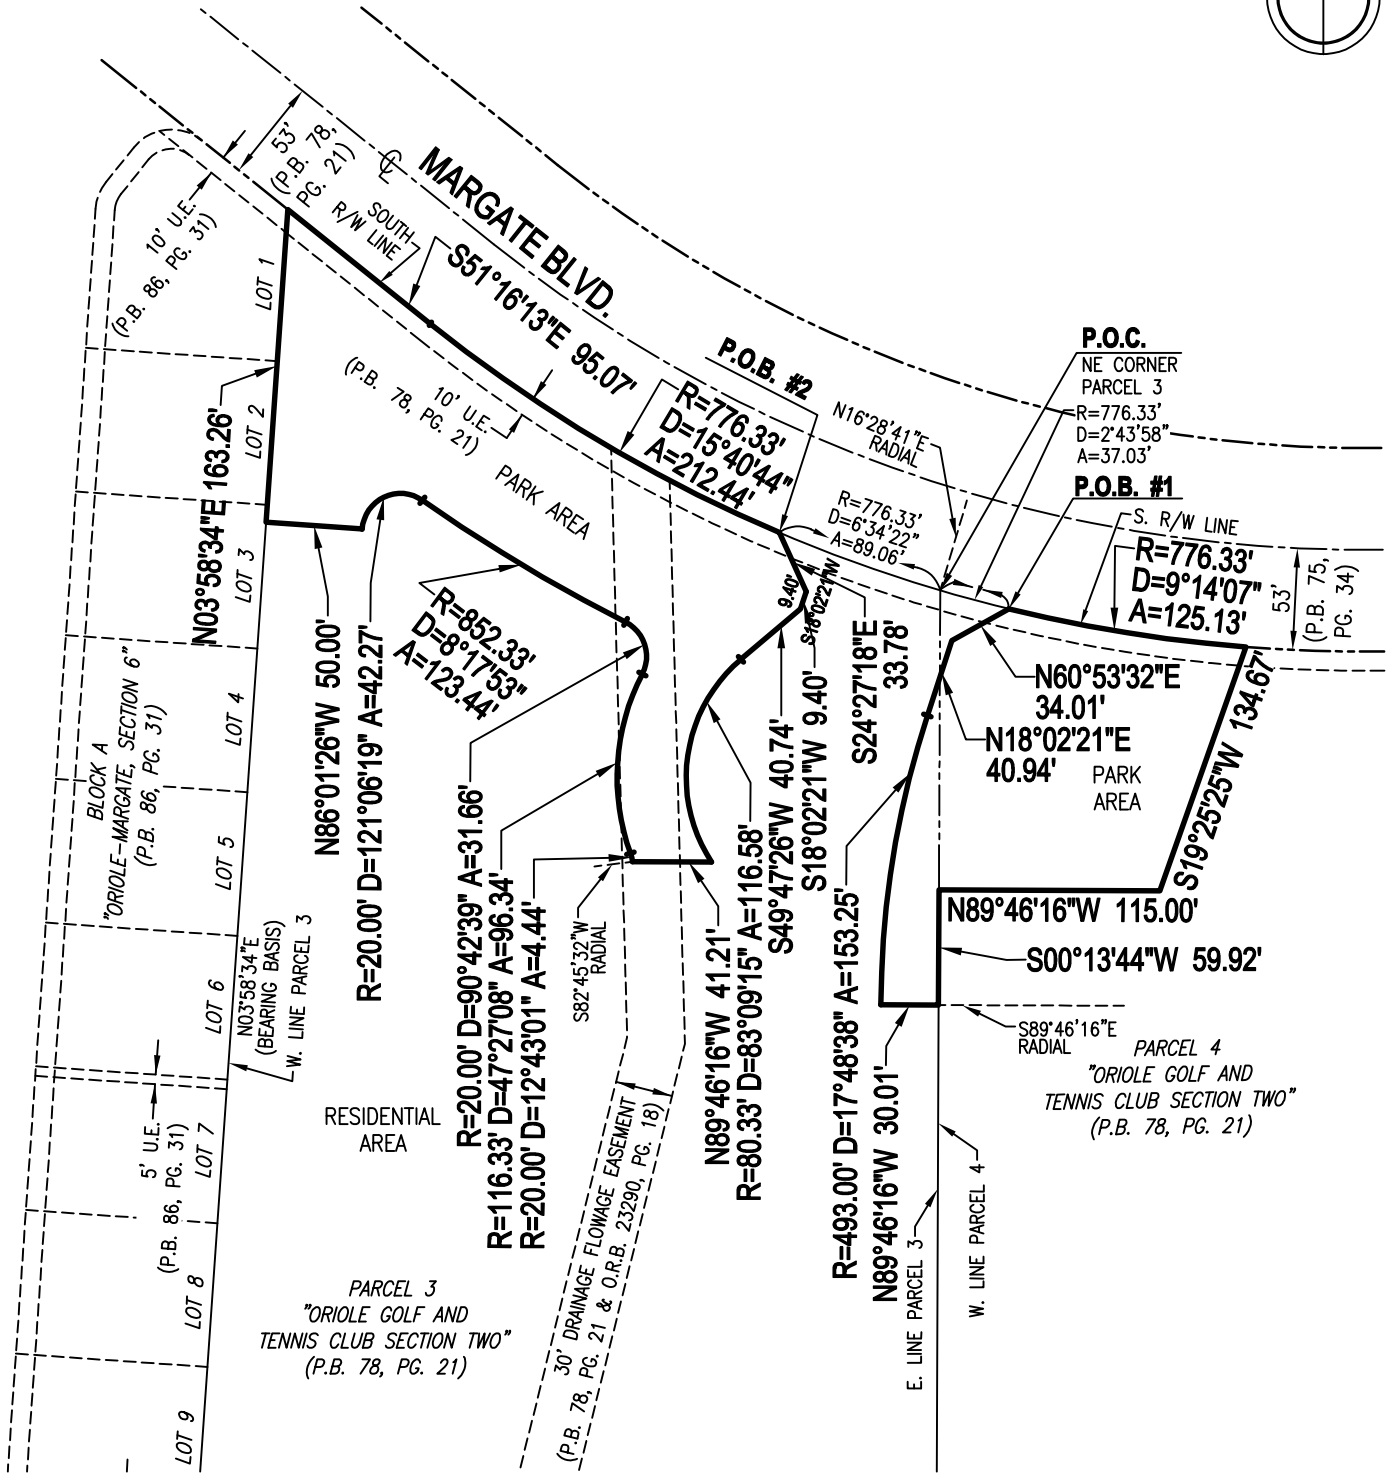 53'
(P.B. 78,
PG. 21)
℄
MARGATE BLVD.
SOUTH
R/W LINE
10' U.E.
(P.B. 86, PG. 31)
S51°16'13"E 95.07'
LOT 1
LOT 2
LOT 3
LOT 4
LOT 5
LOT 6
LOT 7
LOT 8
LOT 9
N03°58'34"E 163.26'
10' U.E.
(P.B. 78, PG. 21)
PARK AREA
R=776.33'
D=15°40'44"
A=212.44'
P.O.B. #2
N16°28'41"E
RADIAL
R=776.33'
D=6°34'22"
A=89.06'
P.O.C.
NE CORNER
PARCEL 3
R=776.33'
D=2°43'58"
A=37.03'
P.O.B. #1
S. R/W LINE
R=776.33'
D=9°14'07"
A=125.13'
53'
(P.B. 75,
PG. 34)
9.40'
S18°02'21"W
S24°27'18"E
33.78'
N60°53'32"E
34.01'
N18°02'21"E
40.94'
PARK
AREA
S19°25'25"W 134.67'
N89°46'16"W 115.00'
S00°13'44"W 59.92'
S89°46'16"E
RADIAL
PARCEL 4
"ORIOLE GOLF AND
TENNIS CLUB SECTION TWO"
(P.B. 78, PG. 21)
R=852.33'
D=8°17'53"
A=123.44'
N86°01'26"W 50.00'
R=20.00' D=121°06'19" A=42.27'
R=20.00' D=90°42'39" A=31.66'
R=116.33' D=47°27'08" A=96.34'
R=20.00' D=12°43'01" A=4.44'
S82°45'32"W
RADIAL
N89°46'16"W 41.21'
R=80.33' D=83°09'15" A=116.58'
S49°47'26"W 40.74'
S18°02'21"W 9.40'
R=493.00' D=17°48'38" A=153.25'
N89°46'16"W 30.01'
E. LINE PARCEL 3
W. LINE PARCEL 4
BLOCK A
"ORIOLE-MARGATE, SECTION 6"
(P.B. 86, PG. 31)
N03°58'34"E
(BEARING BASIS)
W. LINE PARCEL 3
5' U.E.
(P.B. 86, PG. 31)
RESIDENTIAL
AREA
PARCEL 3
"ORIOLE GOLF AND
TENNIS CLUB SECTION TWO"
(P.B. 78, PG. 21)
30' DRAINAGE FLOWAGE EASEMENT
(P.B. 78, PG. 21 & O.R.B. 23290, PG. 18)